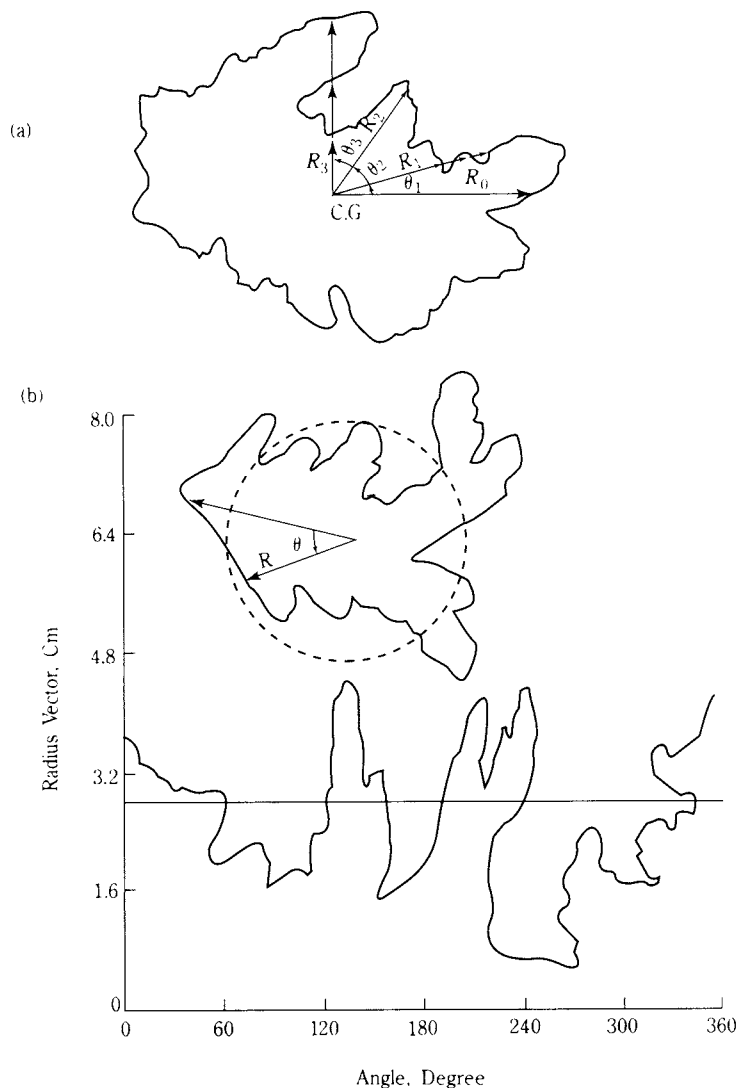 (a)
R3
θ3
R2
θ2
R1
θ1
R0
C.G
(b)
8.0
6.4
4.8
3.2
1.6
0
Radius Vector, Cm
R
θ
0 60 120 180 240 300 360
Angle, Degree